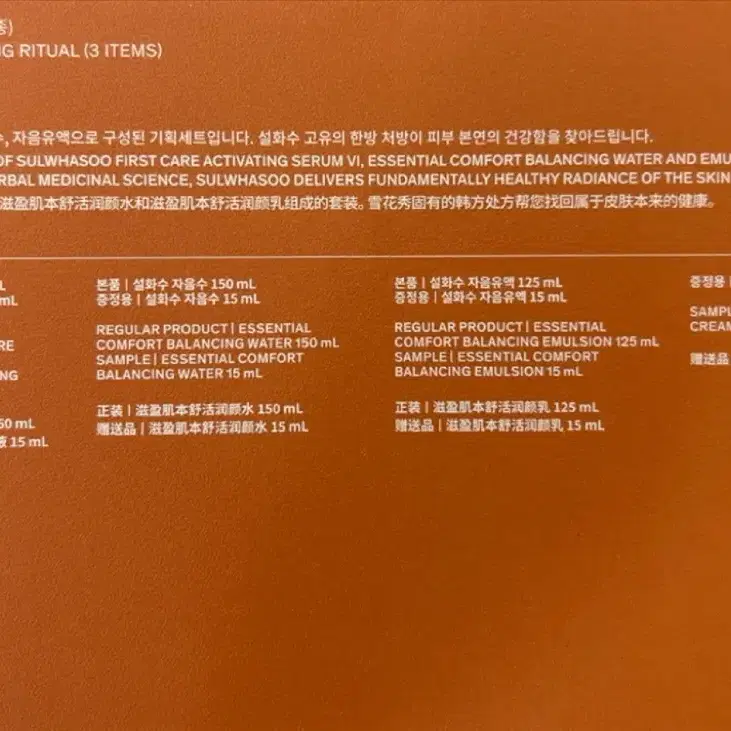 종)
G RITUAL (3 ITEMS)
, 자음유액으로 구성된 기획세트입니다. 설화수 고유의 한방 처방이 피부 본연의 건강함을 찾아드립니다.
OF SULWHASOO FIRST CARE ACTIVATING SERUM VI, ESSENTIAL COMFORT BALANCING WATER AND EMU
RBAL MEDICINAL SCIENCE, SULWHASOO DELIVERS FUNDAMENTALLY HEALTHY RADIANCE OF THE SKIN
滋盈肌本舒活润颜水和滋盈肌本舒活润颜乳组成的套装。雪花秀固有的韩方处方帮您找回属于皮肤本来的健康。
L
mL
RE
NG
50 mL
液 15 mL
본품 | 설화수 자음수 150 mL
증정용 | 설화수 자음수 15 mL
REGULAR PRODUCT | ESSENTIAL
COMFORT BALANCING WATER 150 mL
SAMPLE | ESSENTIAL COMFORT
BALANCING WATER 15 mL
正装 | 滋盈肌本舒活润颜水 150 mL
赠送品 | 滋盈肌本舒活润颜水 15 mL
본품 | 설화수 자음유액 125 mL
증정용 | 설화수 자음유액 15 mL
REGULAR PRODUCT | ESSENTIAL
COMFORT BALANCING EMULSION 125 mL
SAMPLE | ESSENTIAL COMFORT
BALANCING EMULSION 15 mL
正装 | 滋盈肌本舒活润颜乳 125 mL
赠送品 | 滋盈肌本舒活润颜乳 15 mL
증정용 |
SAMPL
CREAM
赠送品